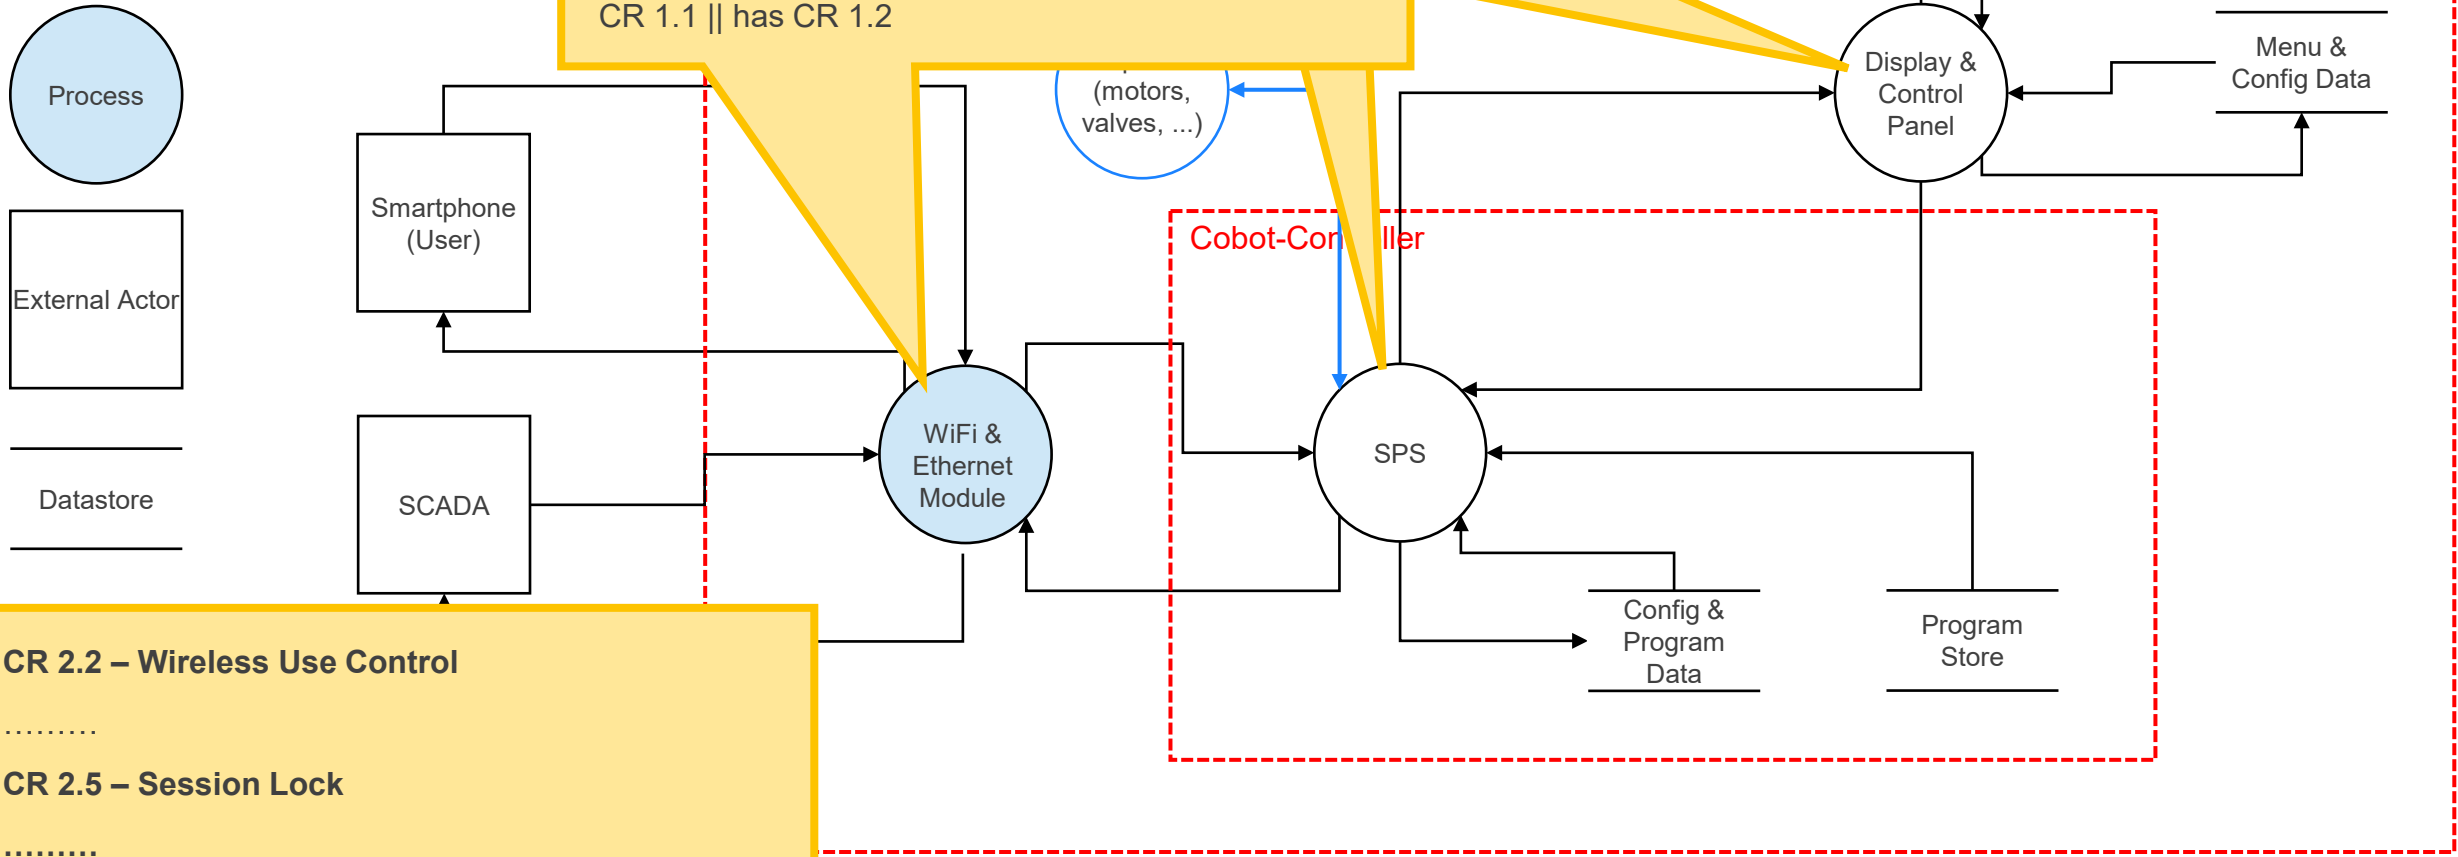 CR 1.1 || has CR 1.2
Process
External Actor
Datastore
Smartphone
(User)
SCADA
(motors,
valves, ...)
WiFi &
Ethernet
Module
Display &
Control
Panel
Menu &
Config Data
SPS
Config &
Program
Data
Program
Store
CR 2.2 – Wireless Use Control
.........
CR 2.5 – Session Lock
.........